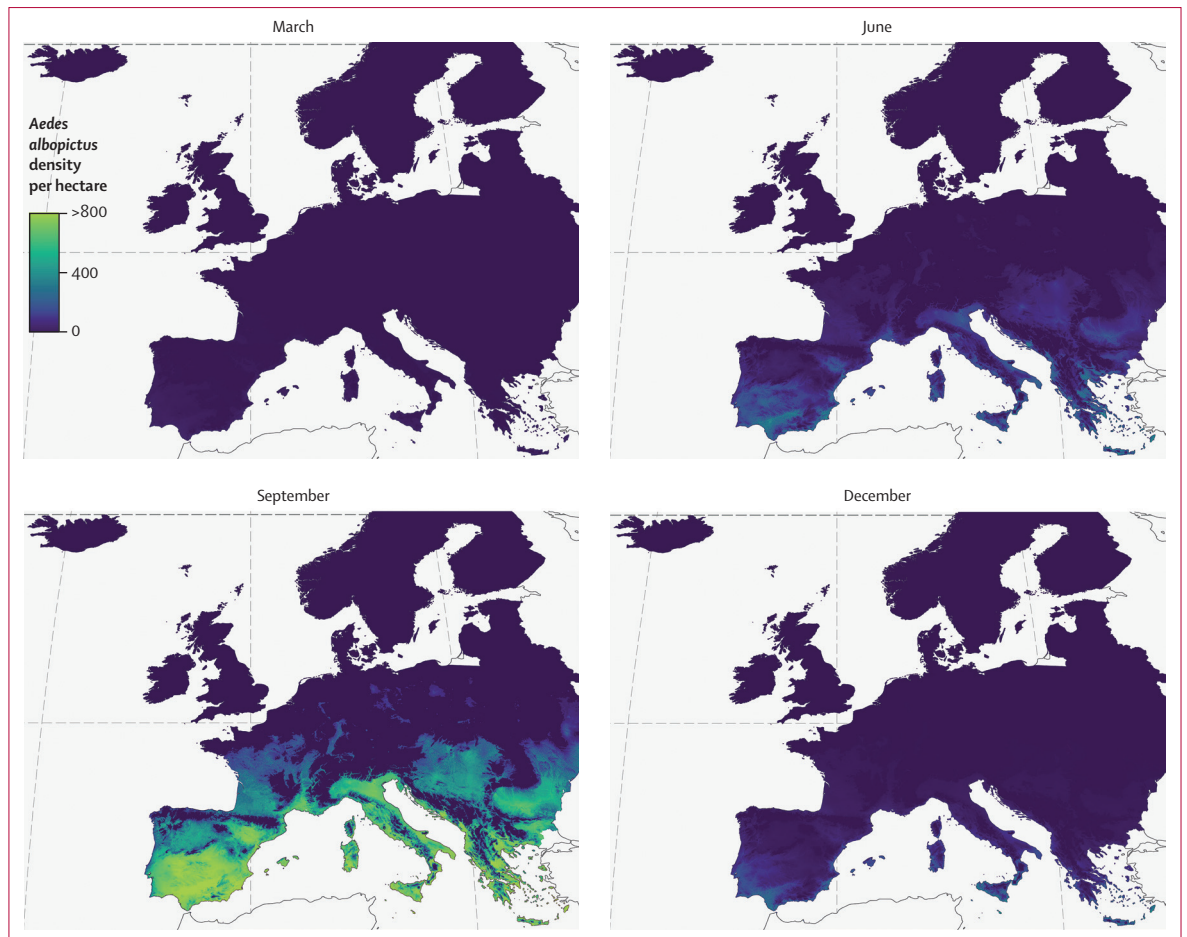 March
June
Aedes
albopictus
density
per hectare
>800
400
0
September
December